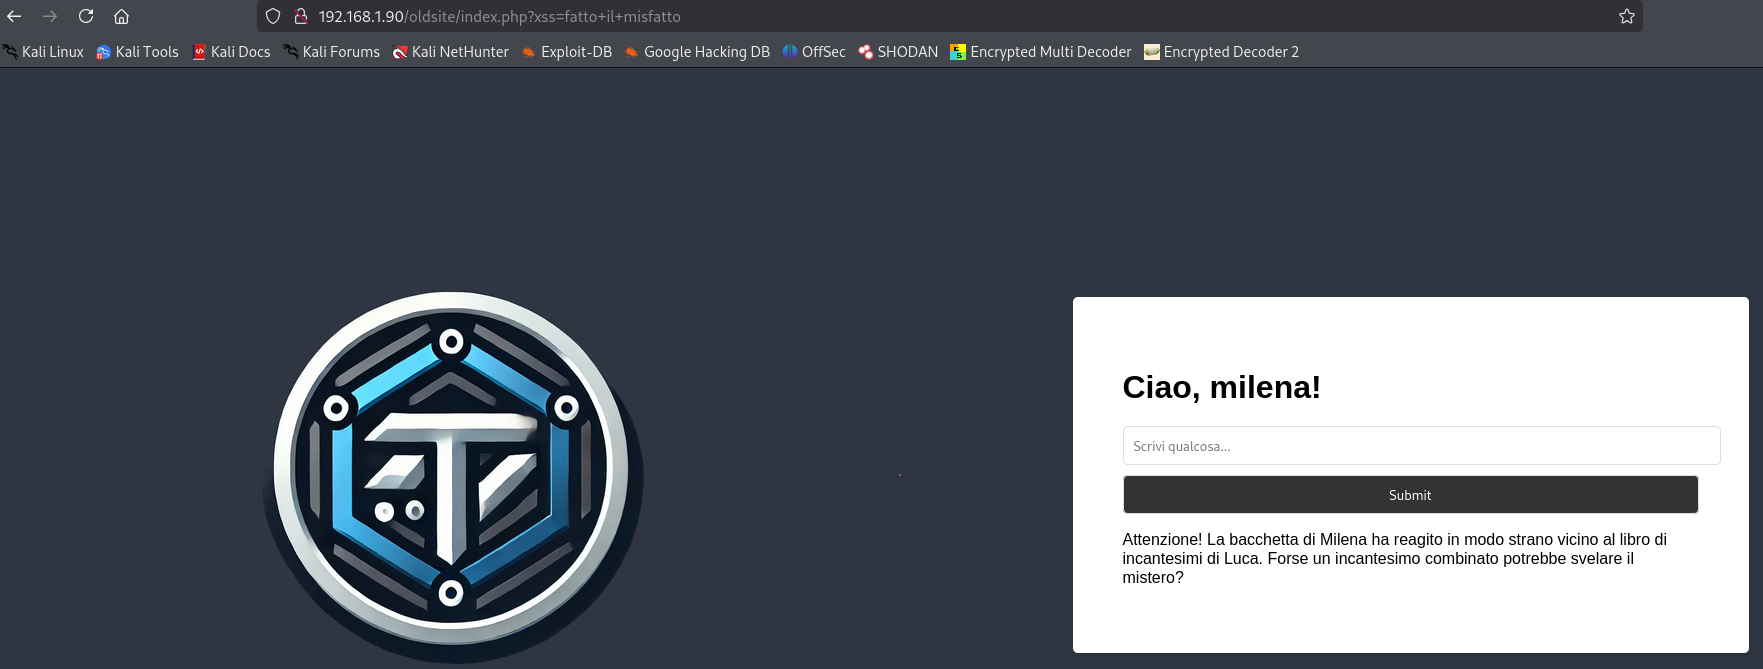 192.168.1.90/oldsite/index.php?xss=fatto+il+misfatto
Kali Linux Kali Tools Kali Docs Kali Forums Kali NetHunter Exploit-DB Google Hacking DB OffSec SHODAN Encrypted Multi Decoder Encrypted Decoder 2
Ciao, milena!
Scrivi qualcosa...
Submit
Attenzione! La bacchetta di Milena ha reagito in modo strano vicino al libro di
incantesimi di Luca. Forse un incantesimo combinato potrebbe svelare il
mistero?